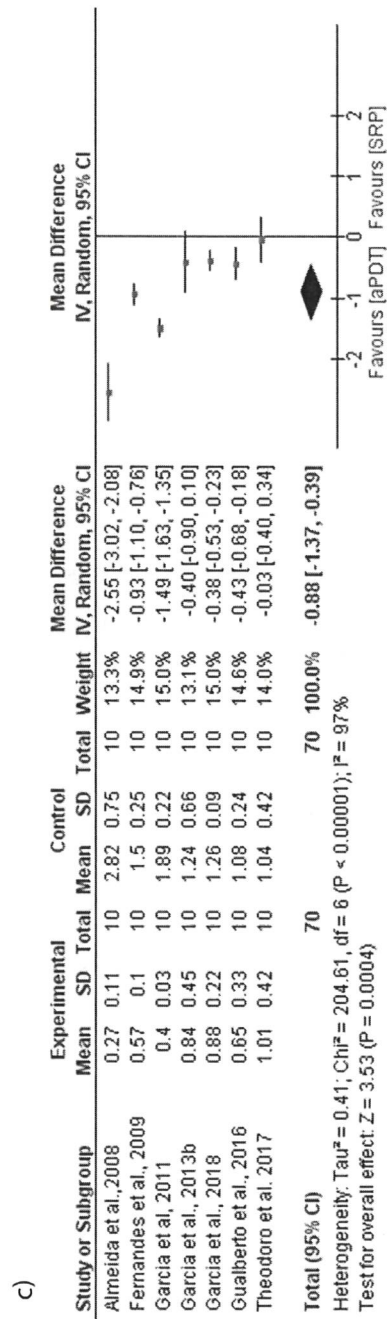 c)
Experimental Control Mean Difference Mean Difference
Study or Subgroup Mean SD Total Mean SD Total Weight IV, Random, 95% CI IV, Random, 95% CI
Almeida et al.,2008 0.27 0.11 10 2.82 0.75 10 13.3% -2.55 [-3.02, -2.08]
Fernandes et al., 2009 0.57 0.1 10 1.5 0.25 10 14.9% -0.93 [-1.10, -0.76]
Garcia et al, 2011 0.4 0.03 10 1.89 0.22 10 15.0% -1.49 [-1.63, -1.35]
Garcia et al., 2013b 0.84 0.45 10 1.24 0.66 10 13.1% -0.40 [-0.90, 0.10]
Garcia et al., 2018 0.88 0.22 10 1.26 0.09 10 15.0% -0.38 [-0.53, -0.23]
Gualberto et al., 2016 0.65 0.33 10 1.08 0.24 10 14.6% -0.43 [-0.68, -0.18]
Theodoro et al. 2017 1.01 0.42 10 1.04 0.42 10 14.0% -0.03 [-0.40, 0.34]
Total (95% CI) 70 70 100.0% -0.88 [-1.37, -0.39]
Heterogeneity: Tau² = 0.41; Chi² = 204.61, df = 6 (P < 0.00001); I² = 97%
Test for overall effect: Z = 3.53 (P = 0.0004)
-2 -1 0 1 2
Favours [aPDT] Favours [SRP]